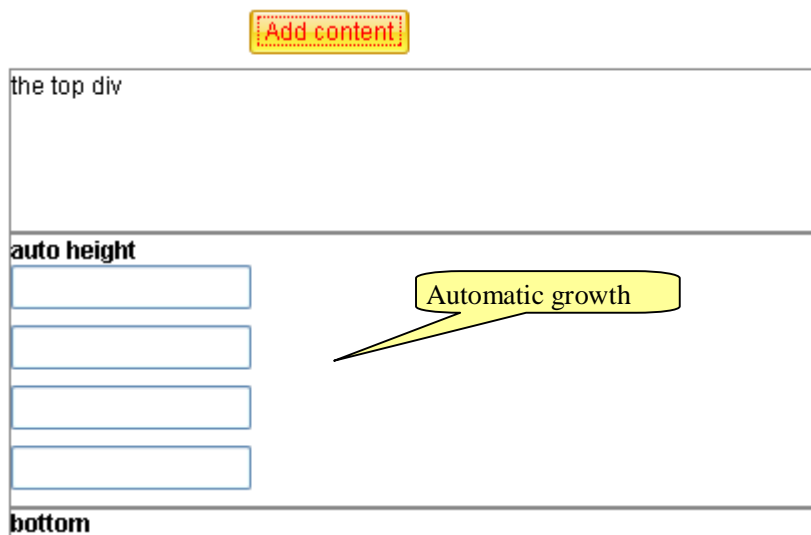 Add content
the top div
auto height
Automatic growth
bottom